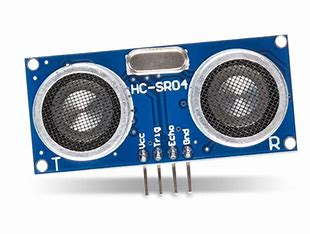 HC-SR04
Vcc
Trig
Echo
Gnd
T
R